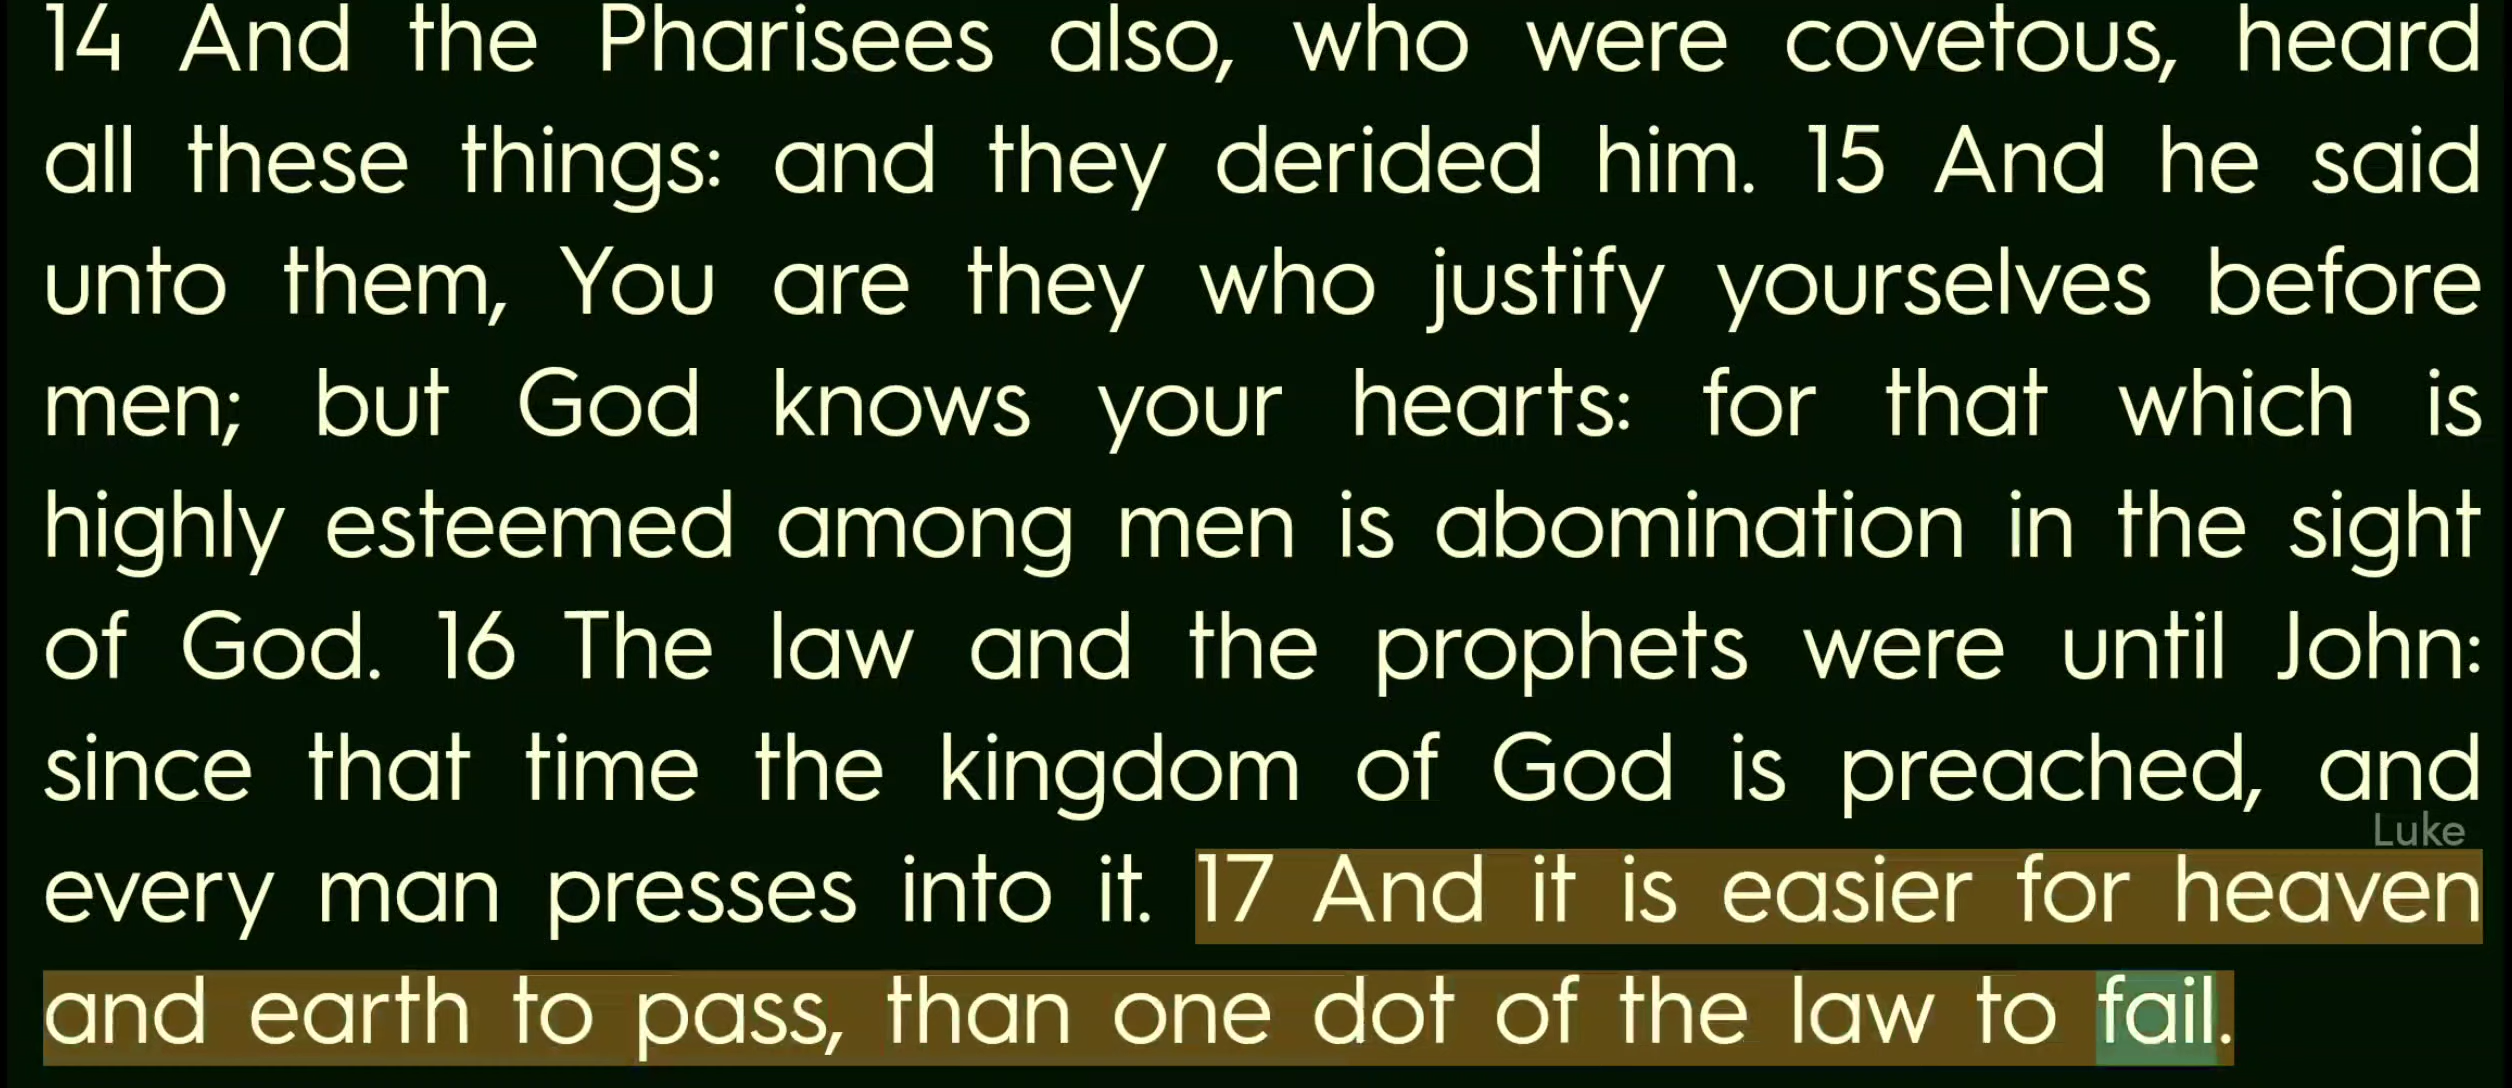 14 And the Pharisees also, who were covetous, heard
all these things: and they derided him. 15 And he said
unto them, You are they who justify yourselves before
men; but God knows your hearts: for that which is
highly esteemed among men is abomination in the sight
of God. 16 The law and the prophets were until John:
since that time the kingdom of God is preached, and
Luke
every man presses into it. 17 And it is easier for heaven
and earth to pass, than one dot of the law to fail.